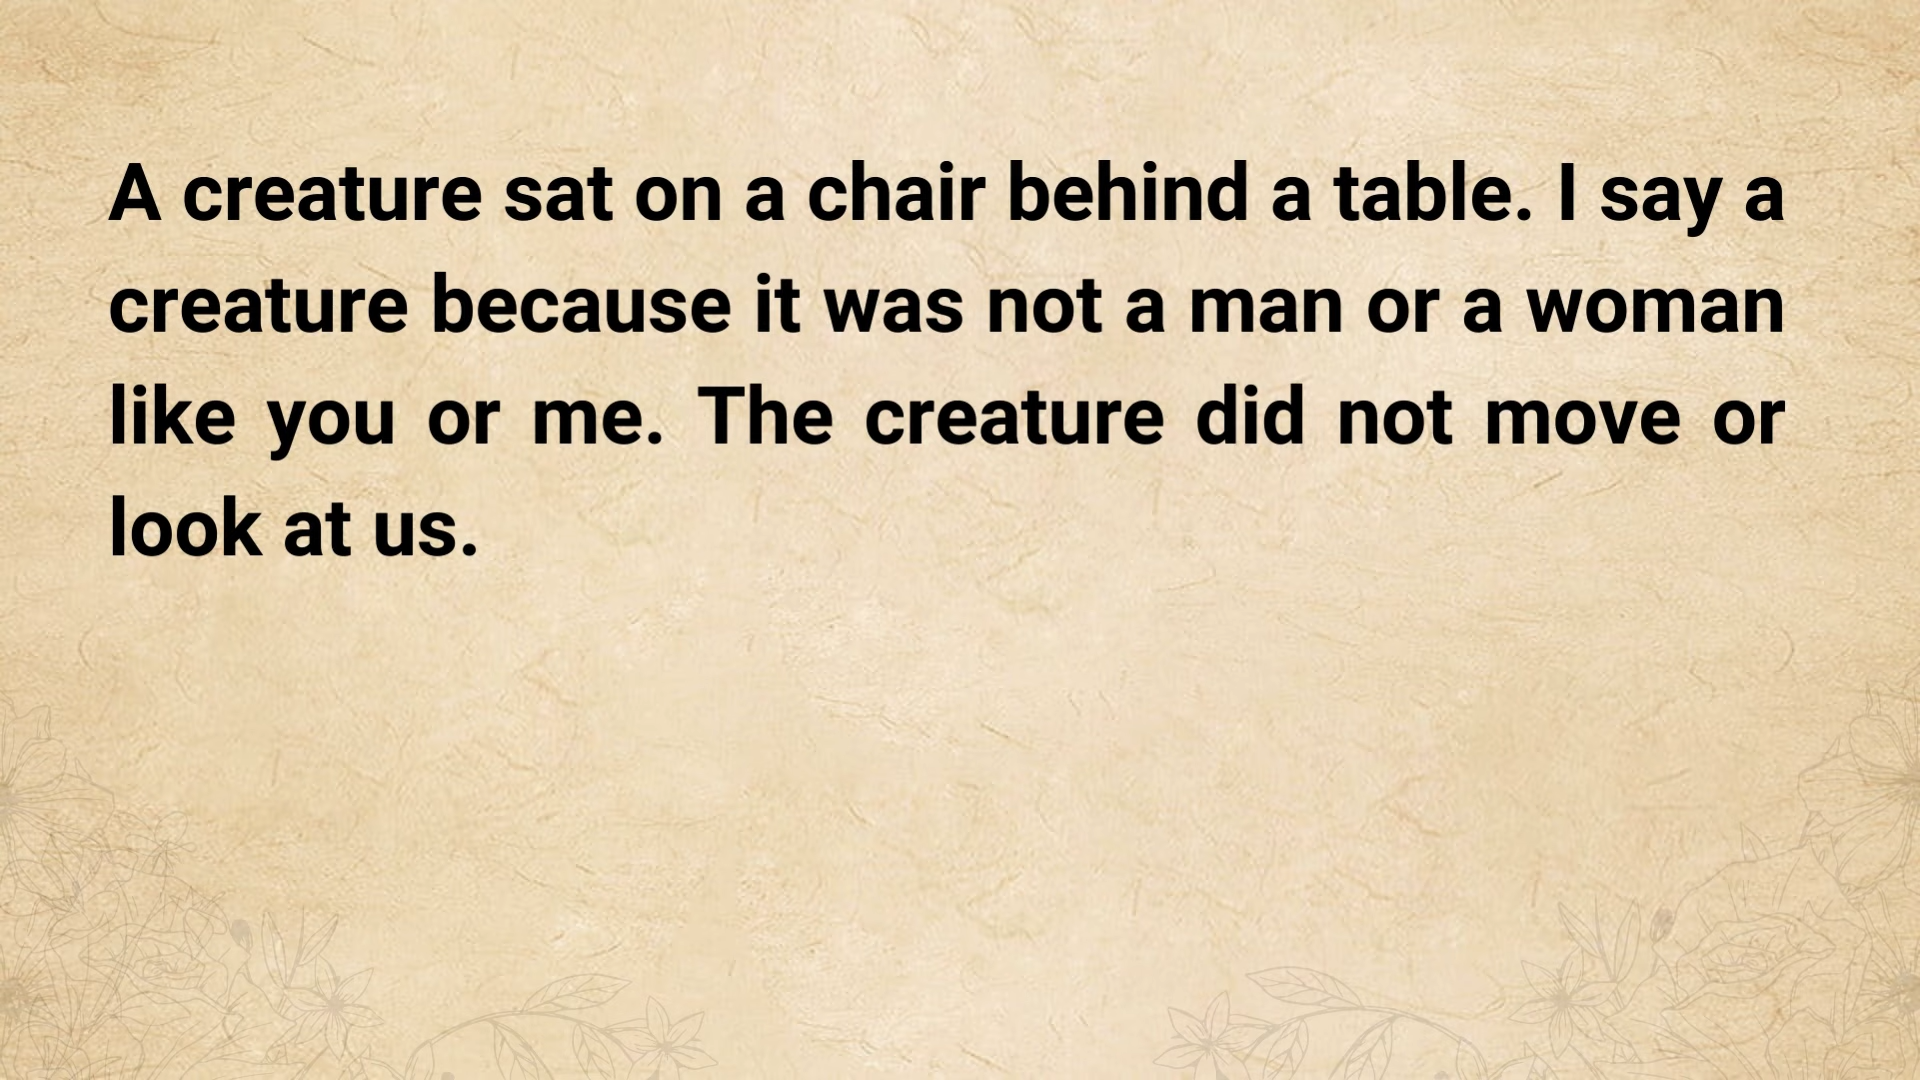 A creature sat on a chair behind a table. I say a
creature because it was not a man or a woman
like you or me. The creature did not move or
look at us.